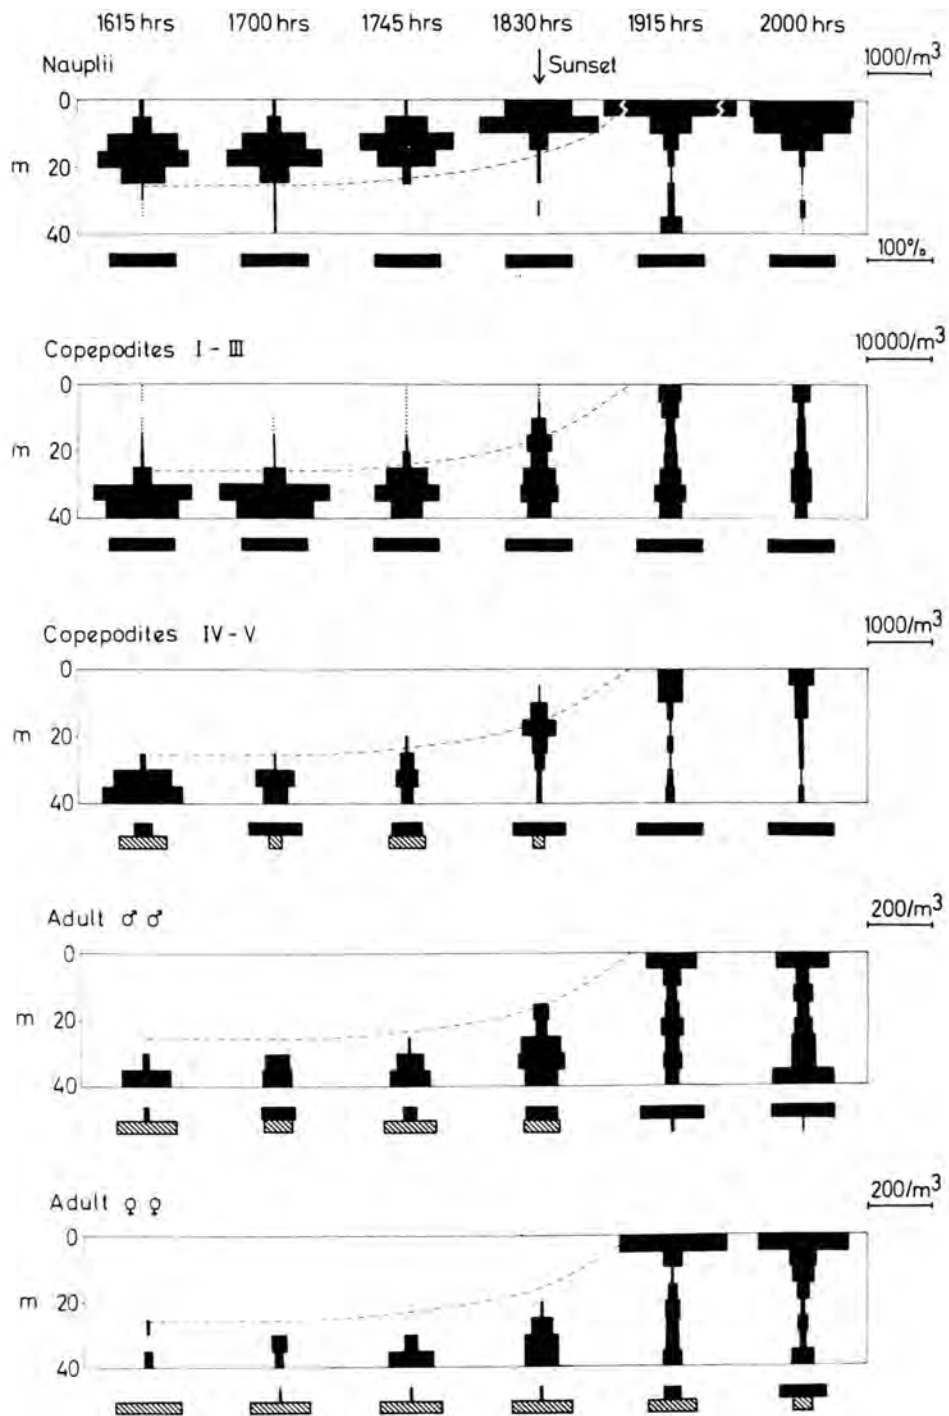 1615 hrs 1700 hrs 1745 hrs 1830 hrs 1915 hrs 2000 hrs
Nauplii
Sunset
1000/m³
0
m 20
40
100%
Copepodites I - III
10000/m³
0
m 20
40
Copepodites IV - V
1000/m³
0
m 20
40
Adult ♂ ♂
200/m³
0
m 20
40
Adult ♀ ♀
200/m³
0
m 20
40